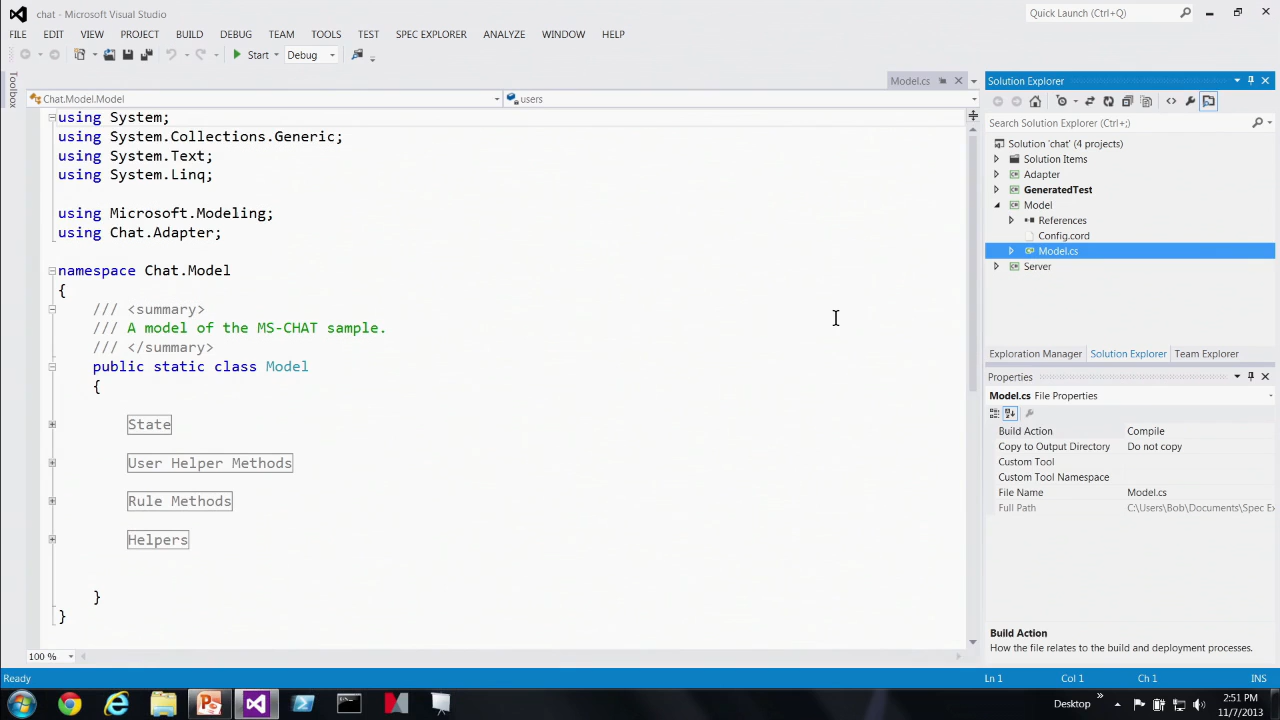 chat - Microsoft Visual Studio
Quick Launch (Ctrl+Q)
FILE EDIT VIEW PROJECT BUILD DEBUG TEAM TOOLS TEST SPEC EXPLORER ANALYZE WINDOW HELP
Start Debug
Toolbox
Model.cs
Chat.Model.Model users
using System;
using System.Collections.Generic;
using System.Text;
using System.Linq;
using Microsoft.Modeling;
using Chat.Adapter;
namespace Chat.Model
{
/// <summary>
/// A model of the MS-CHAT sample.
/// </summary>
public static class Model
{
State
User Helper Methods
Rule Methods
Helpers
}
}
100 %
Solution Explorer
Search Solution Explorer (Ctrl+;)
Solution 'chat' (4 projects)
Solution Items
Adapter
GeneratedTest
Model
References
Config.cord
Model.cs
Server
Exploration Manager Solution Explorer Team Explorer
Properties
Model.cs File Properties
Build Action Compile
Copy to Output Directory Do not copy
Custom Tool
Custom Tool Namespace
File Name Model.cs
Full Path C:\Users\Bob\Documents\Spec Ex
Build Action
How the file relates to the build and deployment processes.
Ready Ln 1 Col 1 Ch 1 INS
Desktop
2:51 PM
11/7/2013